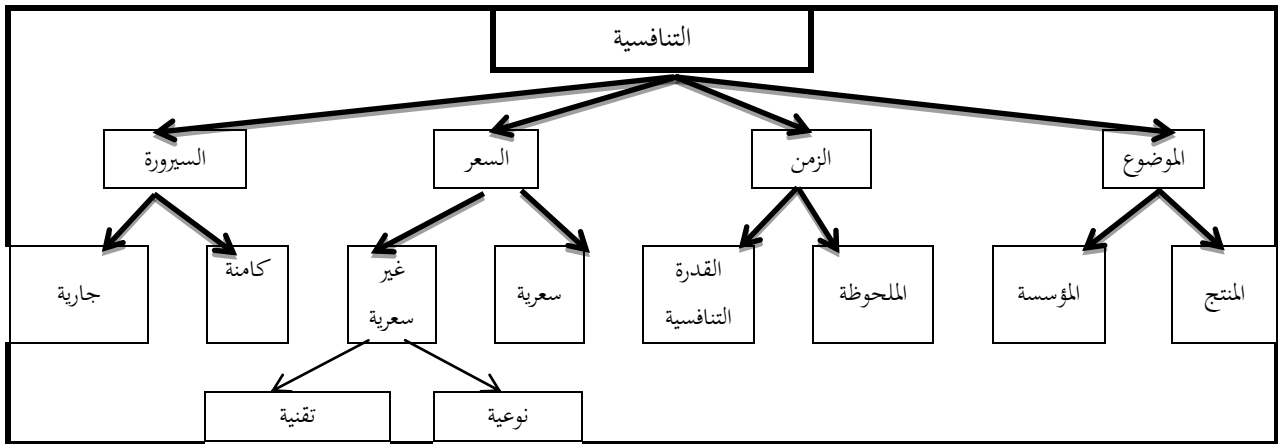 التنافسية
الموضوع
الزمن
السعر
السيرورة
المنتج
المؤسسة
الملحوظة
القدرة
التنافسية
سعرية
غير
سعرية
كامنة
جارية
نوعية
تقنية